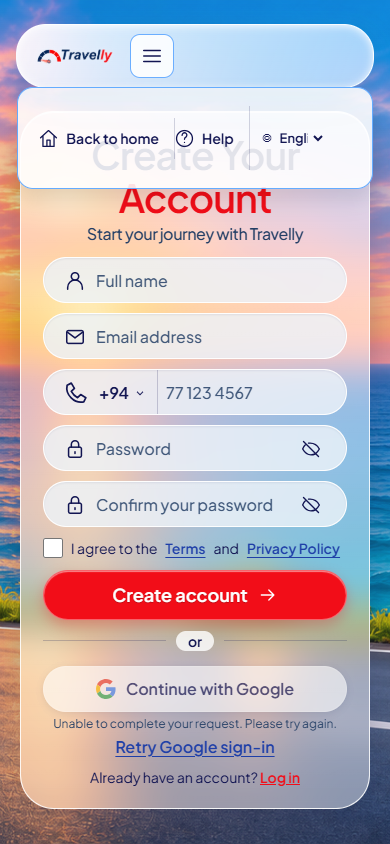 Travelly
Back to home
Help
Engli
Create Your
Account
Start your journey with Travelly
Full name
Email address
+94
77 123 4567
Password
Confirm your password
I agree to the Terms and Privacy Policy
Create account
or
Continue with Google
Unable to complete your request. Please try again.
Retry Google sign-in
Already have an account? Log in